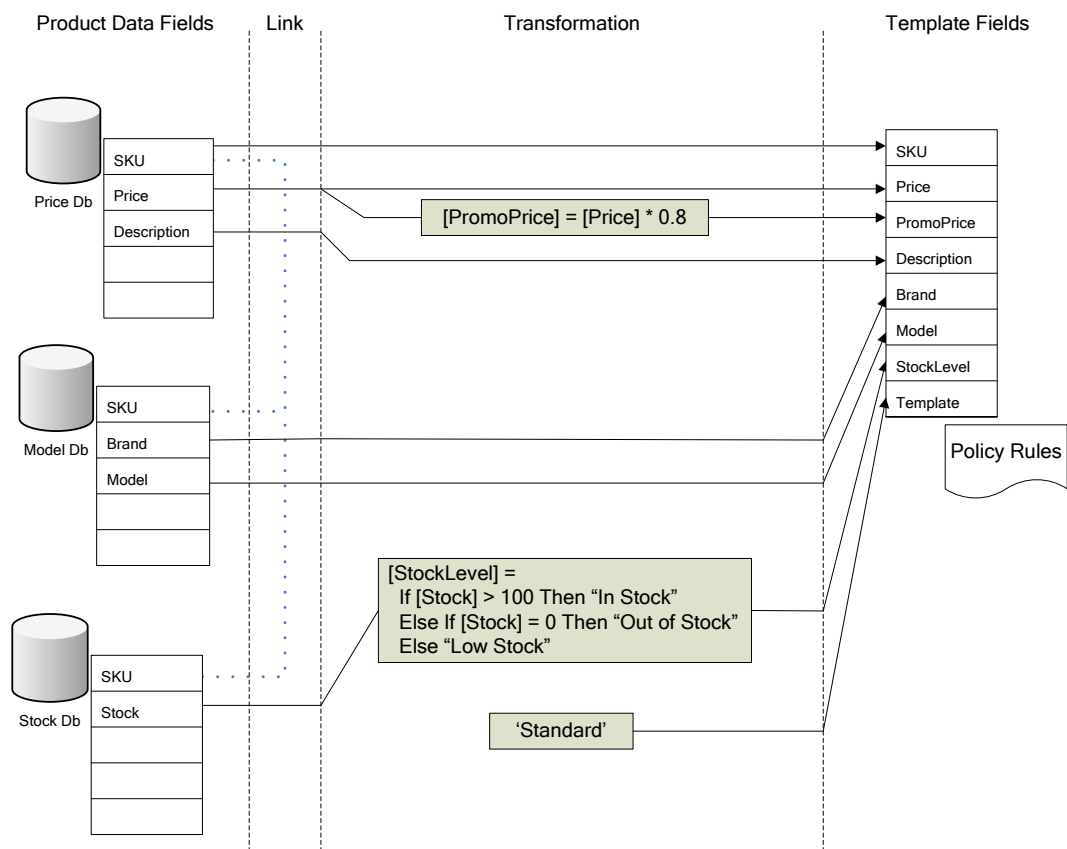 Product Data Fields
Link
Transformation
Template Fields
Price Db
SKU
Price
Description
[PromoPrice] = [Price] * 0.8
SKU
Price
PromoPrice
Description
Brand
Model
StockLevel
Template
Policy Rules
Model Db
SKU
Brand
Model
[StockLevel] =
If [Stock] > 100 Then “In Stock”
Else If [Stock] = 0 Then “Out of Stock”
Else “Low Stock”
Stock Db
SKU
Stock
‘Standard’